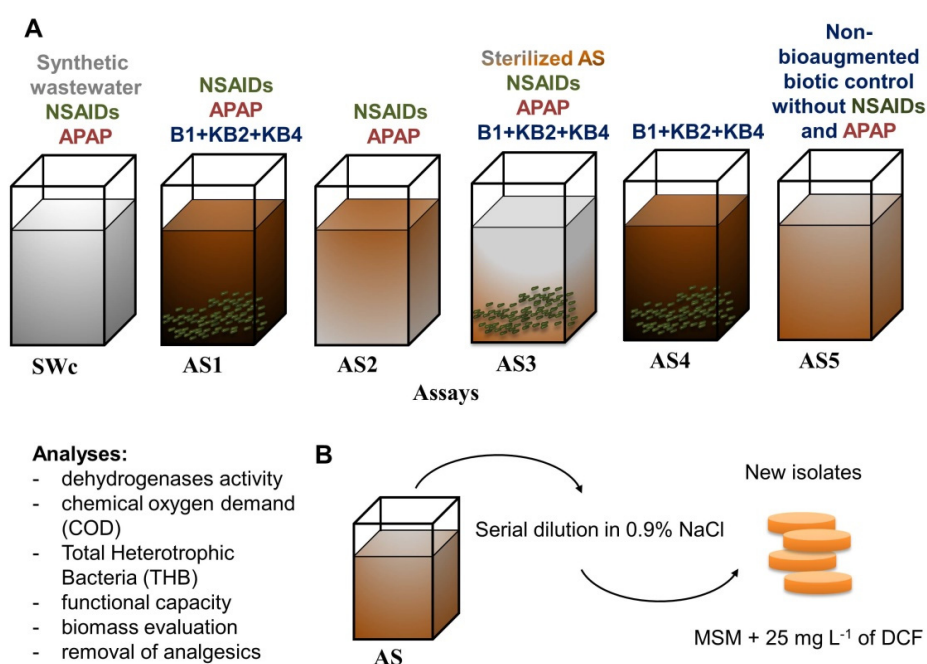 A
Synthetic
wastewater
NSAIDs
APAP
NSAIDs
APAP
B1+KB2+KB4
NSAIDs
APAP
Sterilized AS
NSAIDs
APAP
B1+KB2+KB4
B1+KB2+KB4
Non-
bioaugmented
biotic control
without NSAIDs
and APAP
SWc
AS1
AS2
AS3
AS4
AS5
Assays
Analyses:
- dehydrogenases activity
- chemical oxygen demand
(COD)
- Total Heterotrophic
Bacteria (THB)
- functional capacity
- biomass evaluation
- removal of analgesics
B
AS
Serial dilution in 0.9% NaCl
New isolates
MSM + 25 mg L⁻¹ of DCF